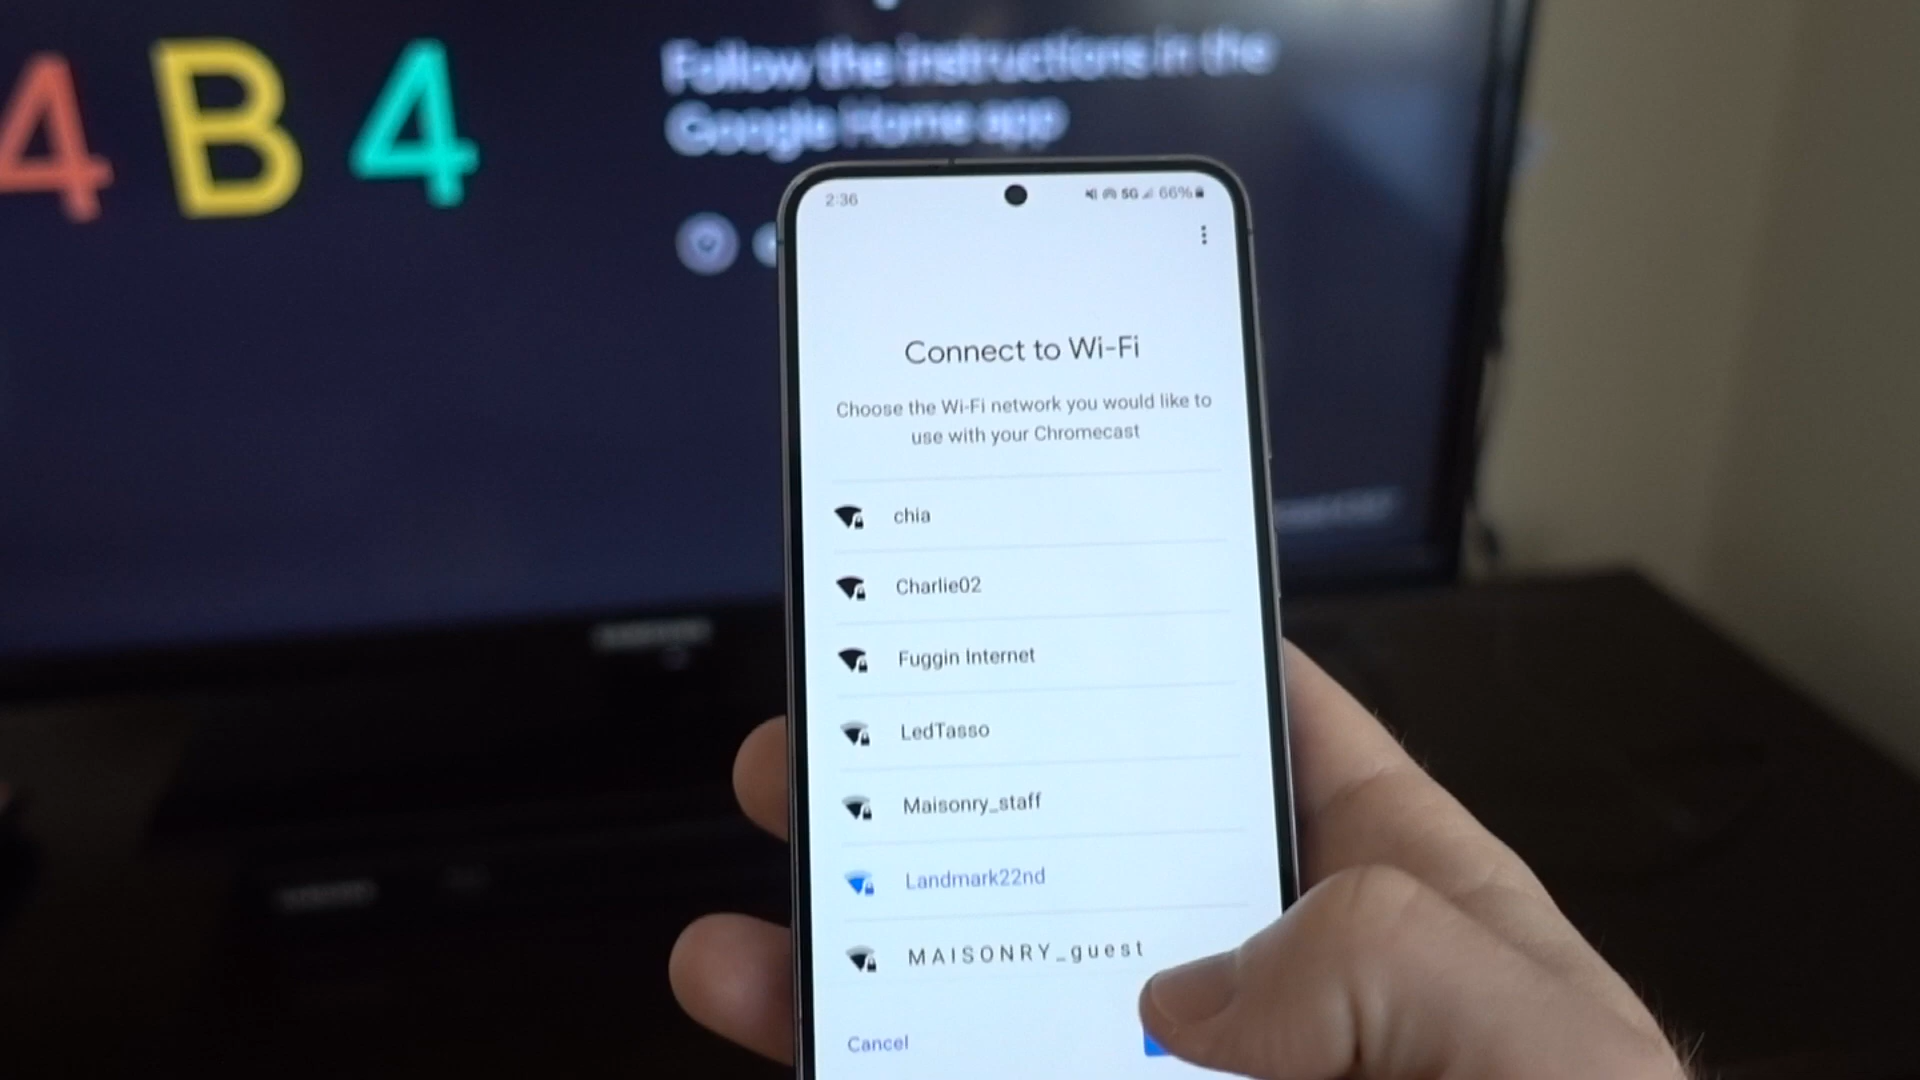 4 B 4
Follow the instructions in the
Google Home app
2:36
5G 66%
Connect to Wi-Fi
Choose the Wi-Fi network you would like to
use with your Chromecast
chia
Charlie02
Fuggin Internet
LedTasso
Maisonry_staff
Landmark22nd
MAISONRY_guest
Cancel